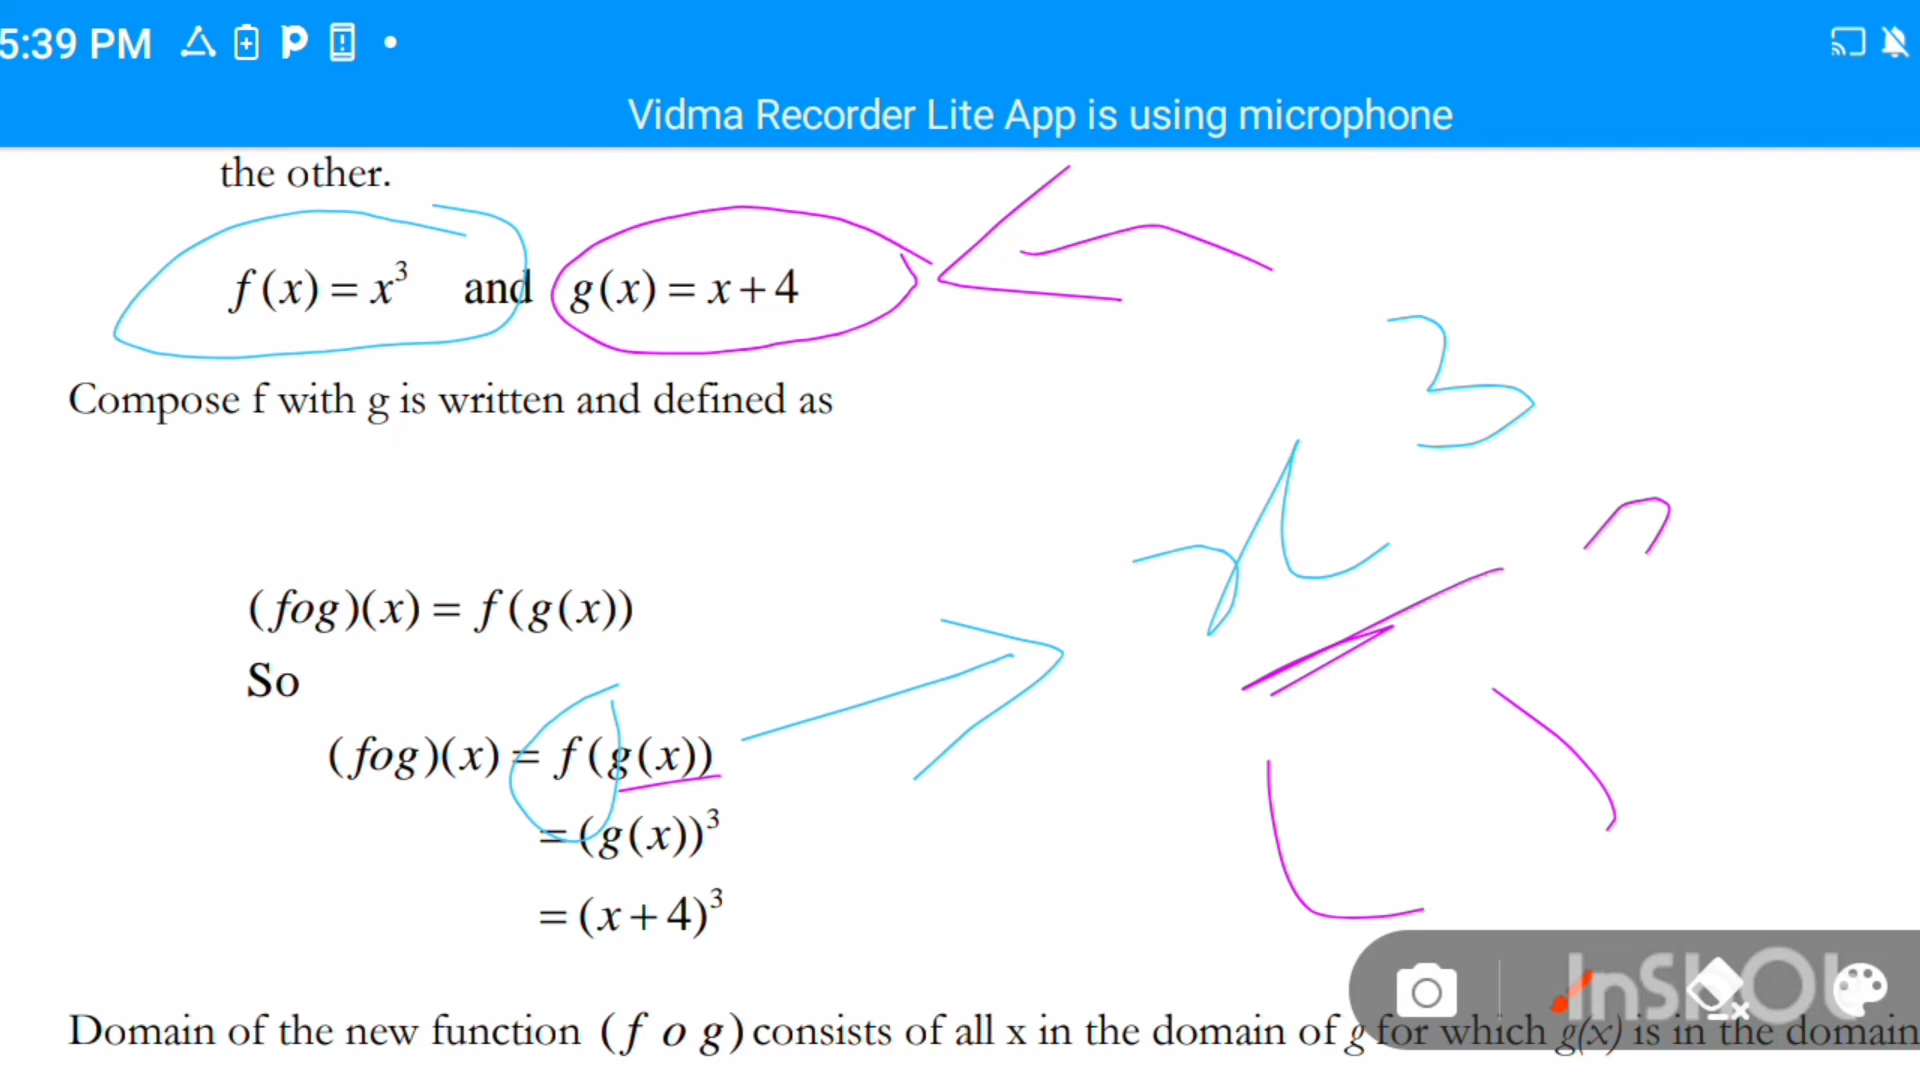 5:39 PM
Vidma Recorder Lite App is using microphone
the other.
f(x) = x³ and g(x) = x + 4
3
Compose f with g is written and defined as
x
(fog)(x) = f(g(x))
So
(fog)(x) = f(g(x))
= (g(x))³
= (x + 4)³
InShOt
Domain of the new function (f o g) consists of all x in the domain of g for which g(x) is in the domain